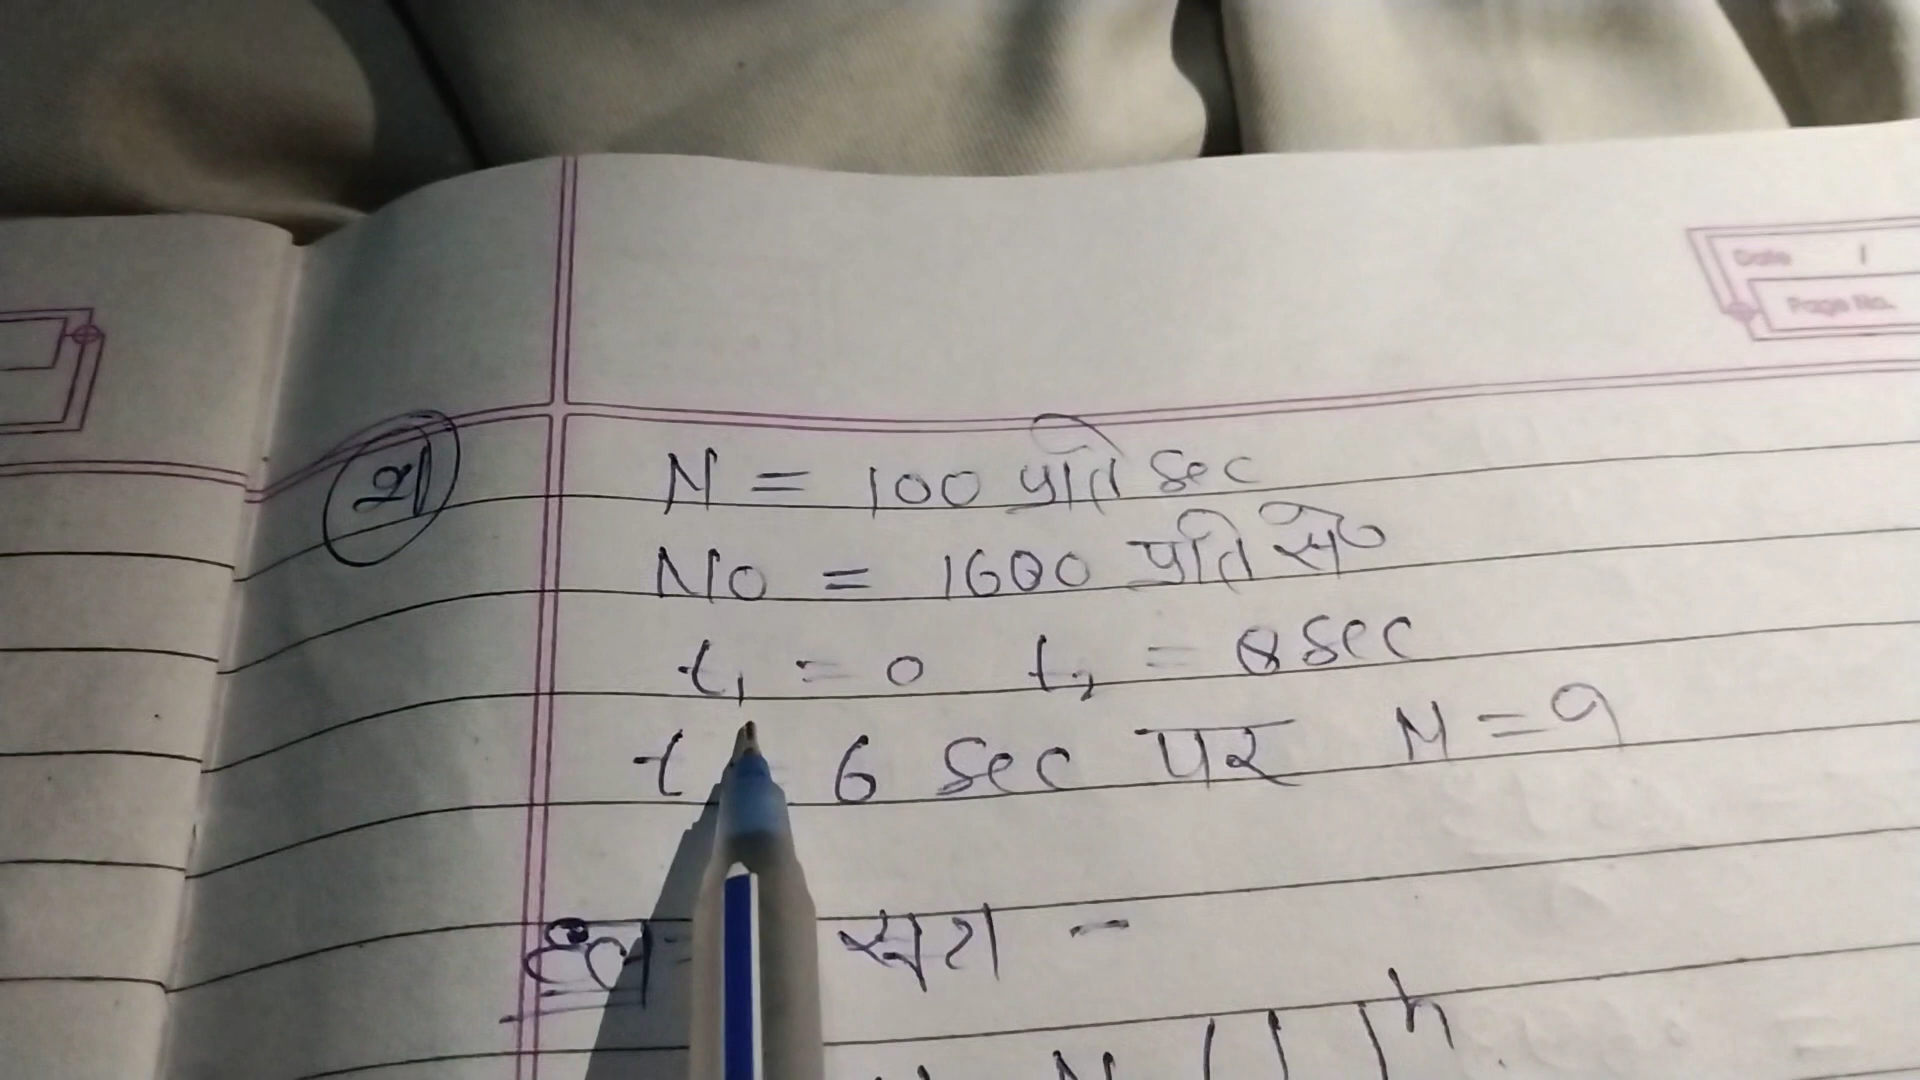 Date /
Page No.
21
N = 100 प्रति sec
No = 1600 प्रति से०
t1 = 0 t2 = 8 sec
t 6 sec पर N = ?
हल सूत्र -
N ( ) n